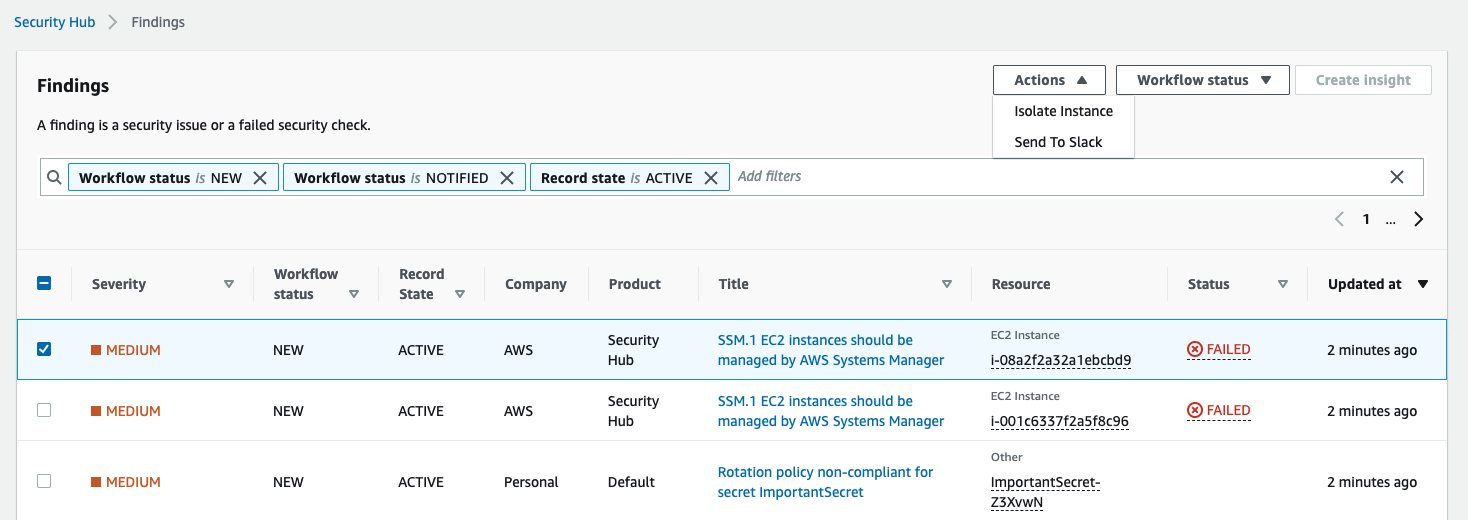 Security Hub > Findings
Findings
Actions ▲ Workflow status ▼ Create insight
Isolate Instance
Send To Slack
A finding is a security issue or a failed security check.
Workflow status is NEW Workflow status is NOTIFIED Record state is ACTIVE Add filters
1 ...
Severity Workflow status Record State Company Product Title Resource Status Updated at
MEDIUM NEW ACTIVE AWS Security Hub SSM.1 EC2 instances should be managed by AWS Systems Manager EC2 Instance i-08a2f2a32a1ebcbd9 FAILED 2 minutes ago
MEDIUM NEW ACTIVE AWS Security Hub SSM.1 EC2 instances should be managed by AWS Systems Manager EC2 Instance i-001c6337f2a5f8c96 FAILED 2 minutes ago
MEDIUM NEW ACTIVE Personal Default Rotation policy non-compliant for secret ImportantSecret Other ImportantSecret-Z3XvwN 2 minutes ago